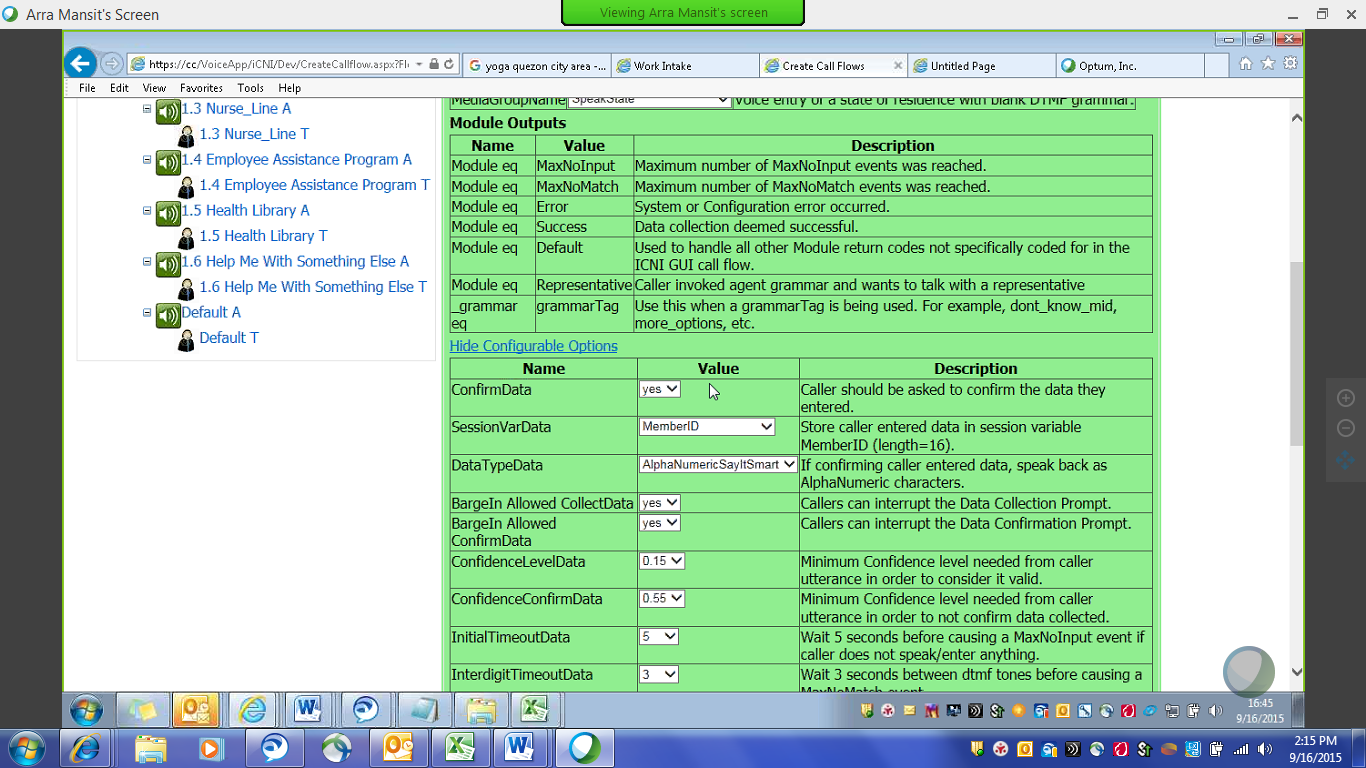 Arra Mansit's Screen
Viewing Arra Mansit's screen
https://cc/VoiceApp/iCNI/Dev/CreateCallflow.aspx?Fl
yoga quezon city area -...
Work Intake
Create Call Flows
Untitled Page
Optum, Inc.
File Edit View Favorites Tools Help
1.3 Nurse_Line A
1.3 Nurse_Line T
1.4 Employee Assistance Program A
1.4 Employee Assistance Program T
1.5 Health Library A
1.5 Health Library T
1.6 Help Me With Something Else A
1.6 Help Me With Something Else T
Default A
Default T
MediaGroupName SpeakState Voice entry of a state of residence with blank DTMF grammar.
Module Outputs
Name Value Description
Module eq MaxNoInput Maximum number of MaxNoInput events was reached.
Module eq MaxNoMatch Maximum number of MaxNoMatch events was reached.
Module eq Error System or Configuration error occurred.
Module eq Success Data collection deemed successful.
Module eq Default Used to handle all other Module return codes not specifically coded for in the
ICNI GUI call flow.
Module eq Representative Caller invoked agent grammar and wants to talk with a representative
_grammar grammarTag Use this when a grammarTag is being used. For example, dont_know_mid,
eq more_options, etc.
Hide Configurable Options
Name Value Description
ConfirmData yes Caller should be asked to confirm the data they
entered.
SessionVarData MemberID Store caller entered data in session variable
MemberID (length=16).
DataTypeData AlphaNumericSayItSmart If confirming caller entered data, speak back as
AlphaNumeric characters.
BargeIn Allowed CollectData yes Callers can interrupt the Data Collection Prompt.
BargeIn Allowed yes Callers can interrupt the Data Confirmation Prompt.
ConfirmData
ConfidenceLevelData 0.15 Minimum Confidence level needed from caller
utterance in order to consider it valid.
ConfidenceConfirmData 0.55 Minimum Confidence level needed from caller
utterance in order to not confirm data collected.
InitialTimeoutData 5 Wait 5 seconds before causing a MaxNoInput event if
caller does not speak/enter anything.
InterdigitTimeoutData 3 Wait 3 seconds between dtmf tones before causing a
MaxNoMatch event
16:45
9/16/2015
2:15 PM
9/16/2015